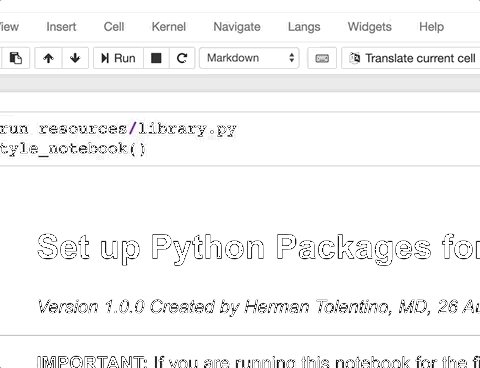 Insert Cell Kernel Navigate Langs Widgets Help
Run Markdown Translate current cell
run resources/library.py
tyle_notebook()
Set up Python Packages for
Version 1.0.0 Created by Herman Tolentino, MD, 26 Au
IMPORTANT: If you are running this notebook for the fi